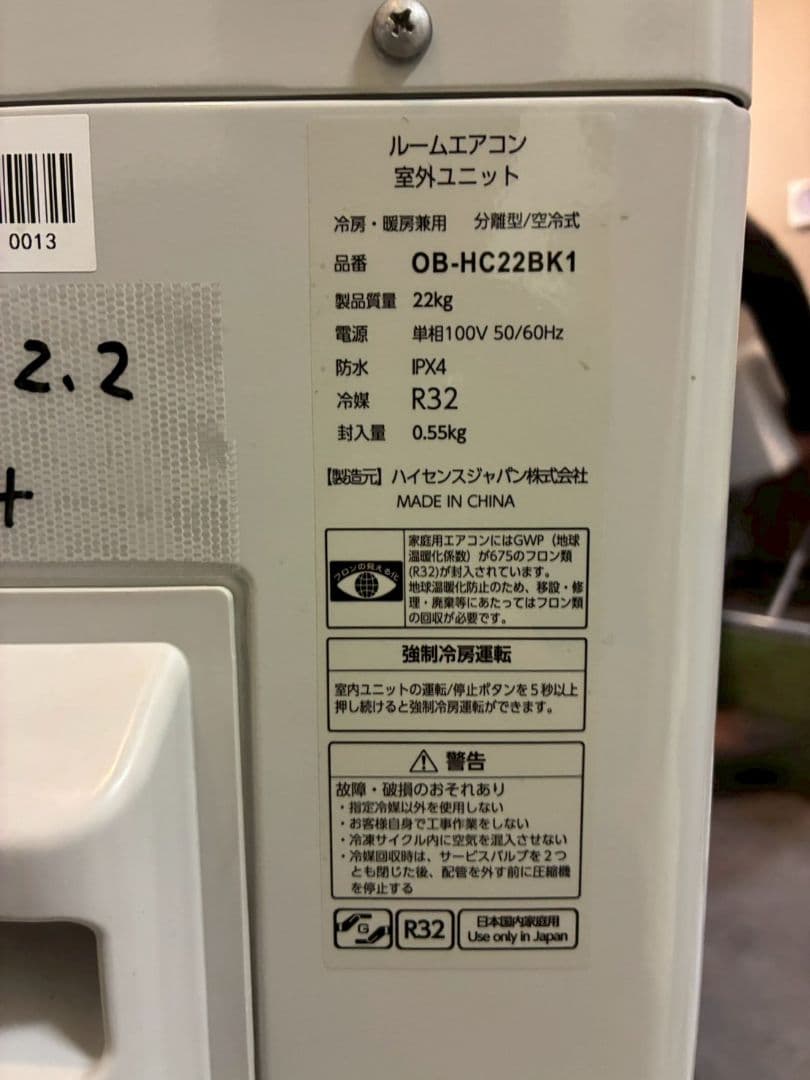 0013
2.2
ルームエアコン
室外ユニット
冷房・暖房兼用 分離型/空冷式
品番 OB-HC22BK1
製品質量 22kg
電源 単相100V 50/60Hz
防水 IPX4
冷媒 R32
封入量 0.55kg
【製造元】ハイセンスジャパン株式会社
MADE IN CHINA
フロンの見える化
家庭用エアコンにはGWP（地球
温暖化係数）が675のフロン類
(R32)が封入されています。
地球温暖化防止のため、移設・修
理・廃棄等にあたってはフロン類
の回収が必要です。
強制冷房運転
室内ユニットの運転/停止ボタンを5秒以上
押し続けると強制冷房運転ができます。
警告
故障・破損のおそれあり
・指定冷媒以外を使用しない
・お客様自身で工事作業をしない
・冷凍サイクル内に空気を混入させない
・冷媒回収時は、サービスバルブを2つ
とも閉じた後、配管を外す前に圧縮機
を停止する
G
R32
日本国内家庭用
Use only in Japan